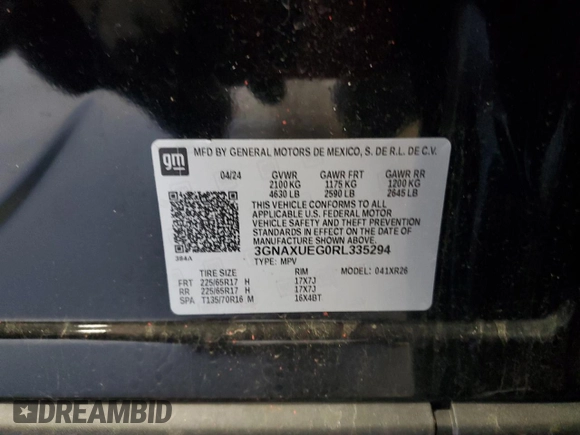 gm
MFD BY GENERAL MOTORS DE MEXICO, S. DE R.L. DE C.V.
04/24 GVWR GAWR FRT GAWR RR
2100 KG 1175 KG 1200 KG
4630 LB 2590 LB 2645 LB
THIS VEHICLE CONFORMS TO ALL
APPLICABLE U.S. FEDERAL MOTOR
VEHICLE SAFETY AND THEFT PREVENTION
STANDARDS IN EFFECT ON THE DATE OF
MANUFACTURE SHOWN ABOVE.
3GNAXUEG0RL335294
384A TYPE: MPV
TIRE SIZE RIM MODEL: 041XR26
FRT 225/65R17 H 17X7J
RR 225/65R17 H 17X7J
SPA T135/70R16 M 16X4BT
DREAMBID